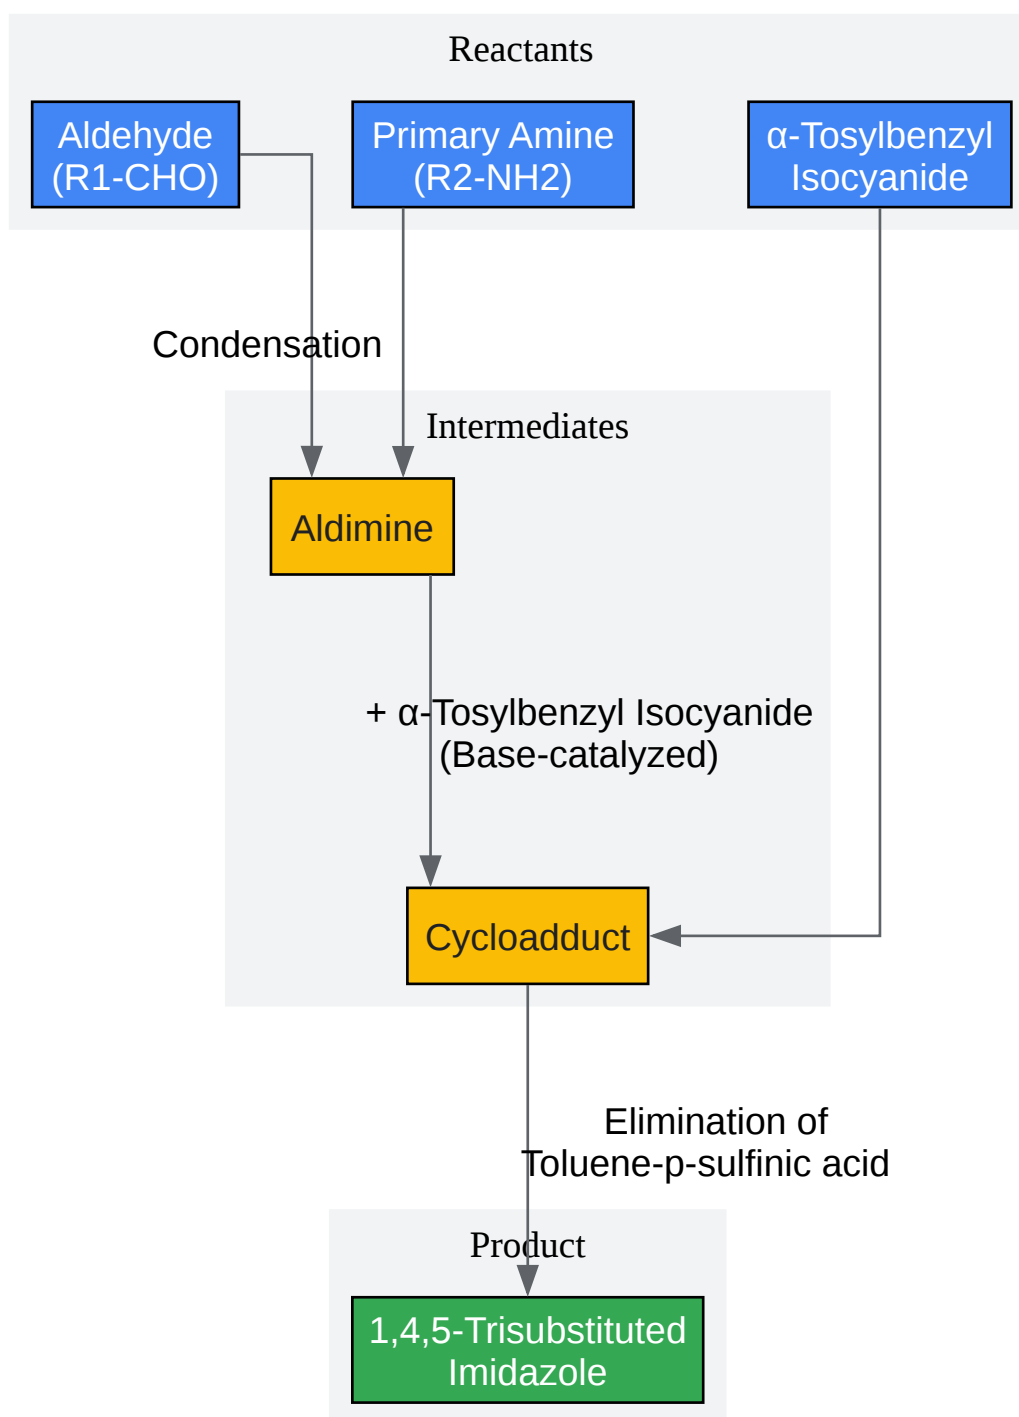 Reactants
Aldehyde
(R1-CHO)
Primary Amine
(R2-NH2)
α-Tosylbenzyl
Isocyanide
Condensation
Intermediates
Aldimine
+ α-Tosylbenzyl Isocyanide
(Base-catalyzed)
Cycloadduct
Elimination of
Toluene-p-sulfinic acid
Product
1,4,5-Trisubstituted
Imidazole